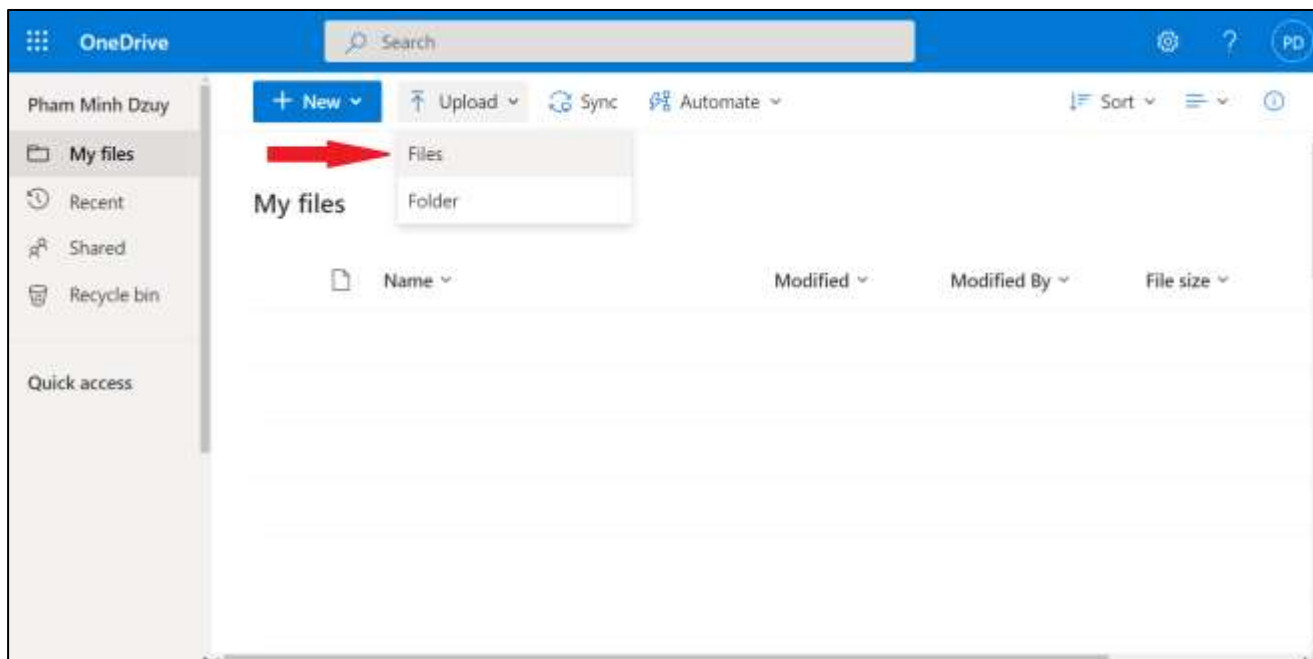 OneDrive Search ? PD
Pham Minh Dzuy + New Upload Sync Automate Sort
My files Files
Recent My files Folder
Shared
Recycle bin Name Modified Modified By File size
Quick access